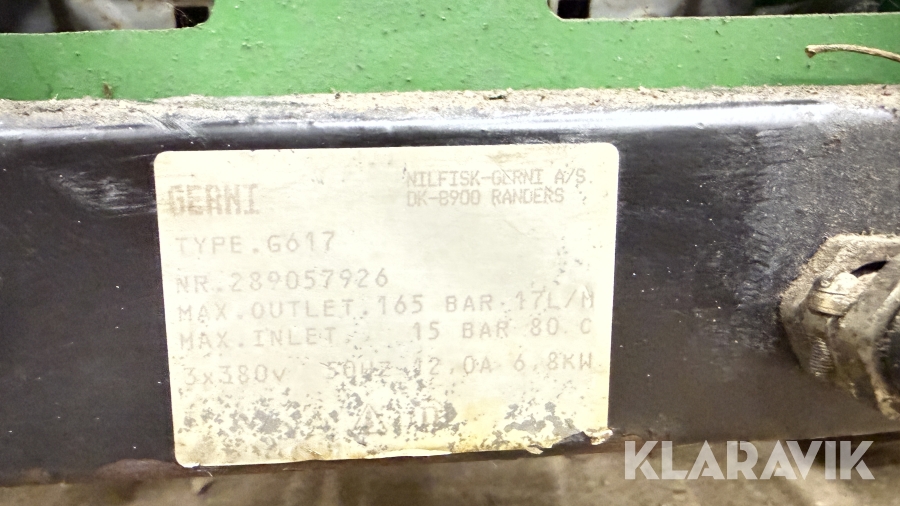 GERNI
NILFISK-GERNI A/S.
DK-8900 RANDERS
TYPE.G617
NR.289057926
MAX.OUTLET.165 BAR 17L/M
MAX.INLET. 15 BAR 80 C
3x380v 50HZ 12,0A 6,8KW
KLARAVIK